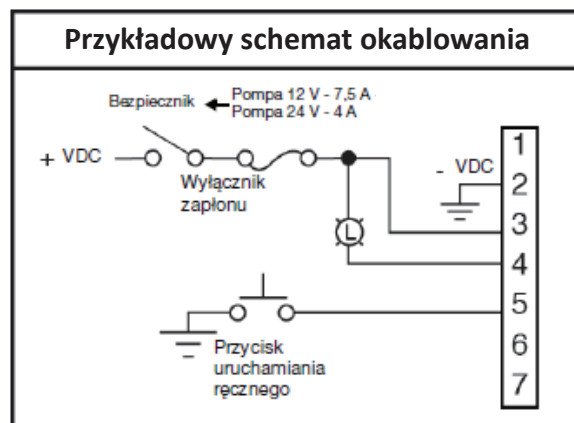 Przykładowy schemat okablowania
Bezpiecznik
Pompa 12 V - 7,5 A
Pompa 24 V - 4 A
+ VDC
Wyłącznik
zapłonu
- VDC
L
1
2
3
4
5
6
7
Przycisk
uruchamiania
ręcznego